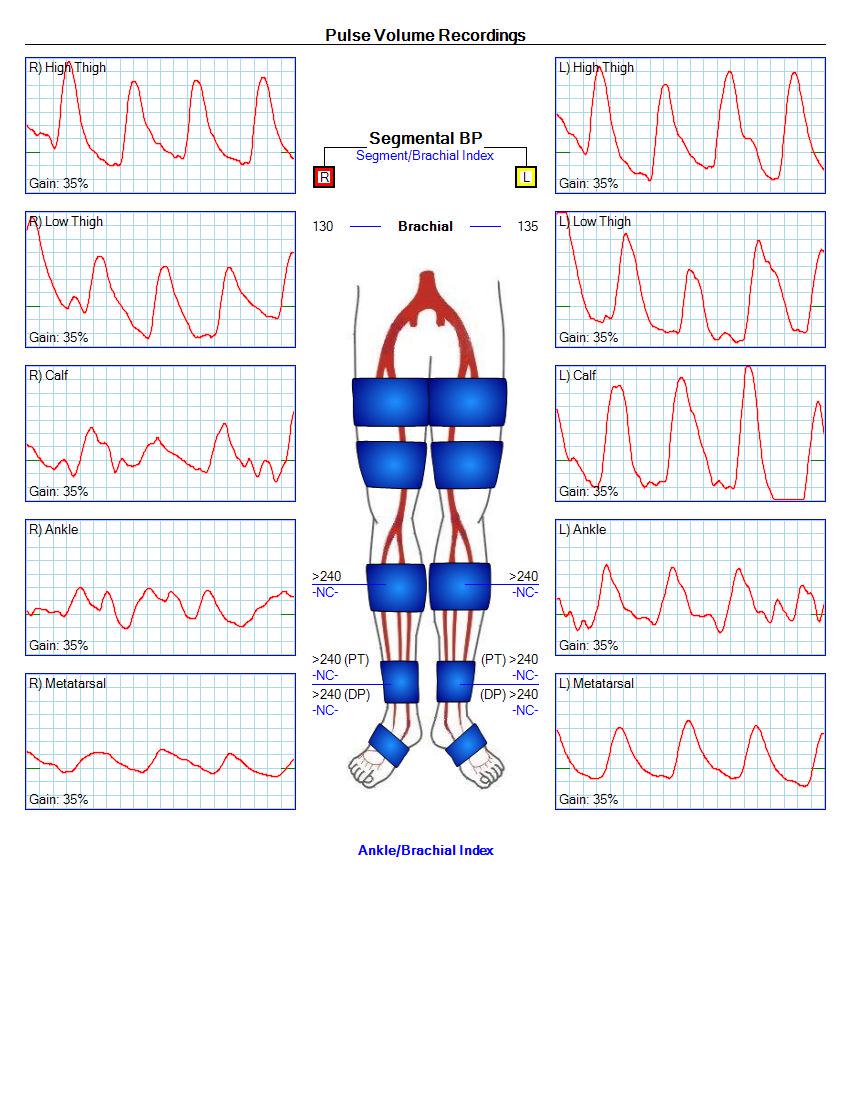 Pulse Volume Recordings
R) High Thigh
Gain: 35%
L) High Thigh
Gain: 35%
Segmental BP
Segment/Brachial Index
R
L
130 Brachial 135
R) Low Thigh
Gain: 35%
L) Low Thigh
Gain: 35%
R) Calf
Gain: 35%
L) Calf
Gain: 35%
R) Ankle
Gain: 35%
L) Ankle
Gain: 35%
>240 >240
-NC- -NC-
>240 (PT) (PT) >240
-NC- -NC-
>240 (DP) (DP) >240
-NC- -NC-
R) Metatarsal
Gain: 35%
L) Metatarsal
Gain: 35%
Ankle/Brachial Index